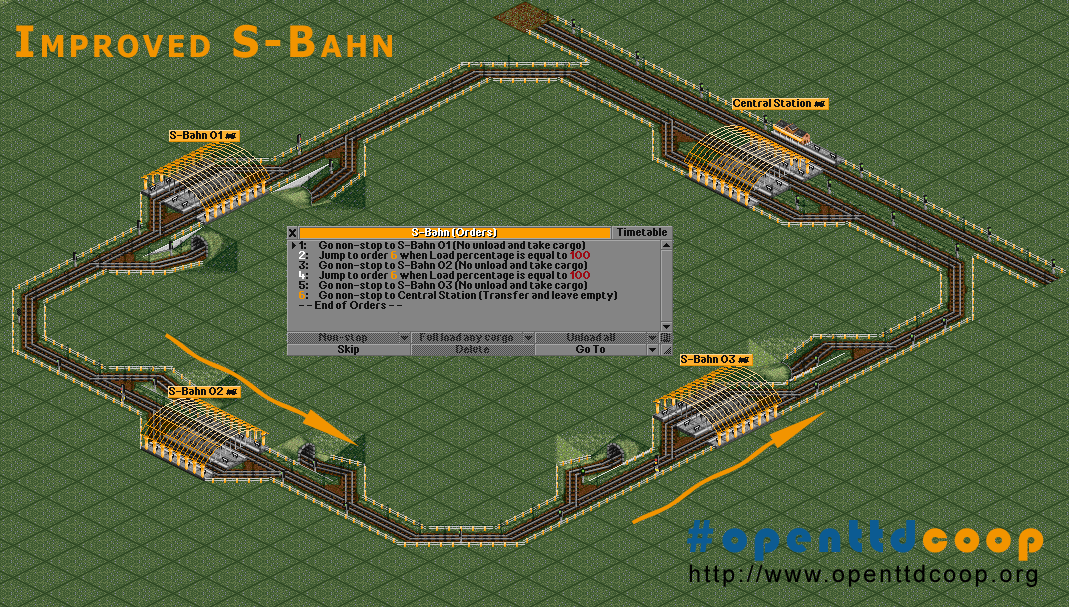 Improved S-Bahn
Central Station
S-Bahn 01
X S-Bahn (Orders) Timetable
1: Go non-stop to S-Bahn 01 (No unload and take cargo)
2: Jump to order 6 when Load percentage is equal to 100
3: Go non-stop to S-Bahn 02 (No unload and take cargo)
4: Jump to order 6 when Load percentage is equal to 100
5: Go non-stop to S-Bahn 03 (No unload and take cargo)
6: Go non-stop to Central Station (Transfer and leave empty)
- - End of Orders - -
Non-stop Full load any cargo Unload all
Skip Delete Go To
S-Bahn 03
S-Bahn 02
#openttdcoop
http://www.openttdcoop.org